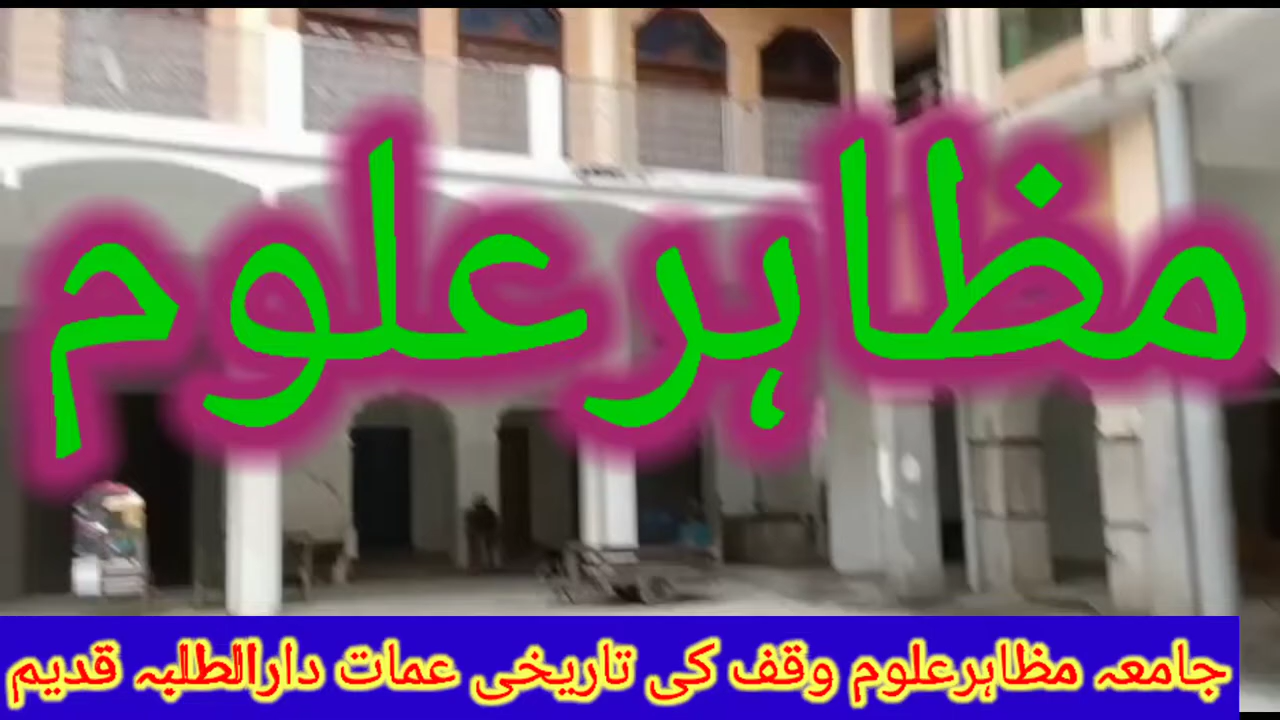 مظاہرعلوم
جامعہ مظاہرعلوم وقف کی تاریخی عمات دارالطلبہ قدیم